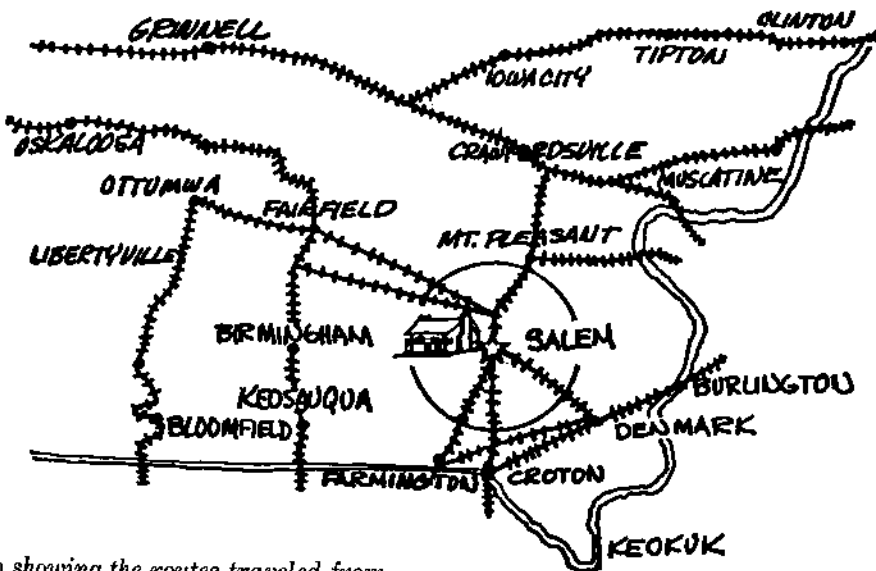 GRINNELL
CLINTON
TIPTON
IOWA CITY
OSKALOOSA
CRAWFORDSVILLE
MUSCATINE
OTTUMWA
FAIRFIELD
MT. PLEASANT
LIBERTYVILLE
BIRMINGHAM
SALEM
KEOSAUQUA
BURLINGTON
BLOOMFIELD
DENMARK
FARMINGTON
CROTON
KEOKUK
showing the routes traveled from